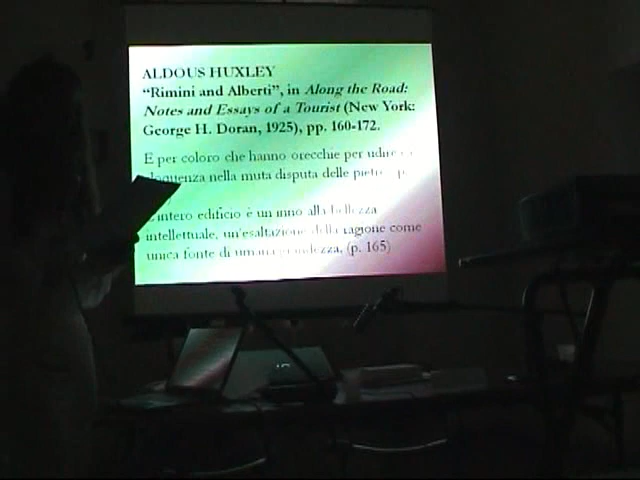 ALDOUS HUXLEY
“Rimini and Alberti”, in Along the Road:
Notes and Essays of a Tourist (New York:
George H. Doran, 1925), pp. 160-172.
E per coloro che hanno orecchie per udire
eloquenza nella muta disputa delle pietre
L'intero edificio è un inno alla bellezza
intellettuale, un'esaltazione della ragione come
unica fonte di umana grandezza. (p. 165)